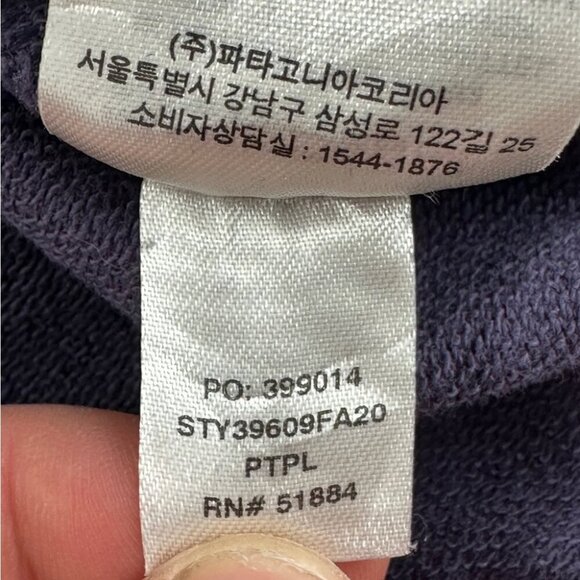 (주)파타고니아코리아
서울특별시 강남구 삼성로 122길 25
소비자상담실 : 1544-1876
PO: 399014
STY39609FA20
PTPL
RN# 51884